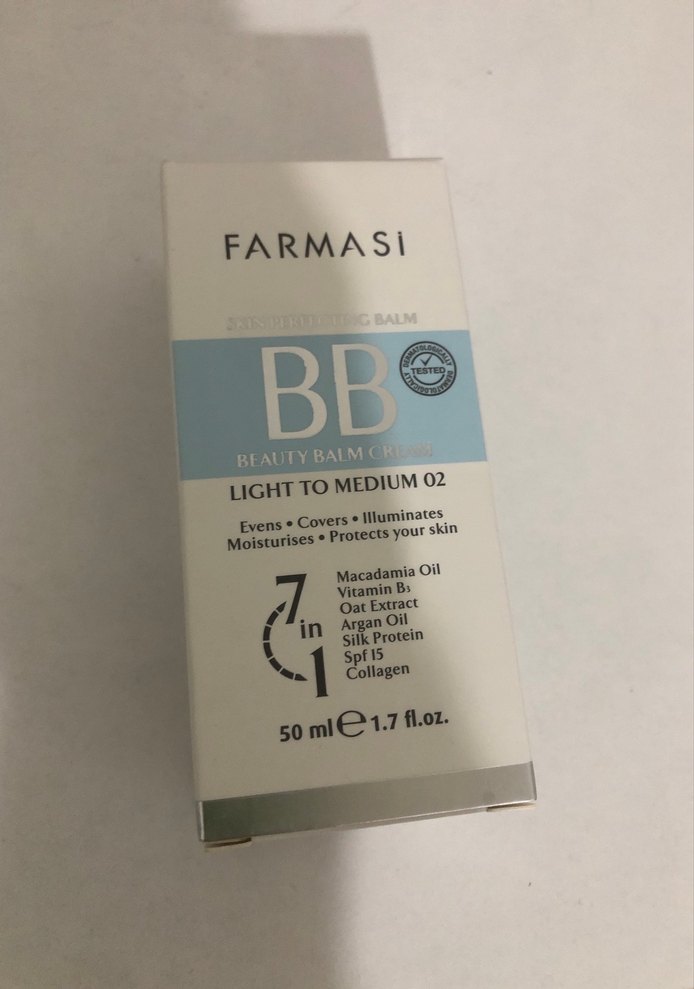 FARMASi
SKIN PERFECTING BALM
BB
DERMATOLOGICALLY
TESTED
DERMATOLOGICALLY
BEAUTY BALM CREAM
LIGHT TO MEDIUM 02
Evens • Covers • Illuminates
Moisturises • Protects your skin
7 in 1
Macadamia Oil
Vitamin B₃
Oat Extract
Argan Oil
Silk Protein
Spf 15
Collagen
50 ml ℮ 1.7 fl.oz.